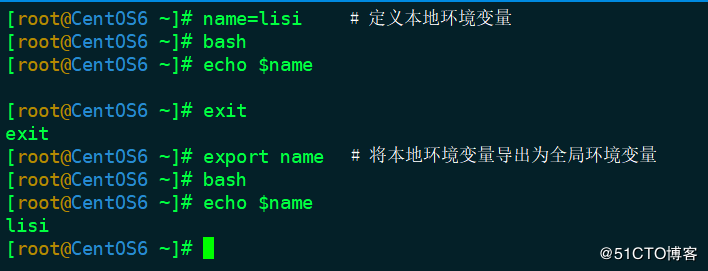 [root@CentOS6 ~]# name=lisi # 定义本地环境变量
[root@CentOS6 ~]# bash
[root@CentOS6 ~]# echo $name
[root@CentOS6 ~]# exit
exit
[root@CentOS6 ~]# export name # 将本地环境变量导出为全局环境变量
[root@CentOS6 ~]# bash
[root@CentOS6 ~]# echo $name
lisi
[root@CentOS6 ~]#
@51CTO博客